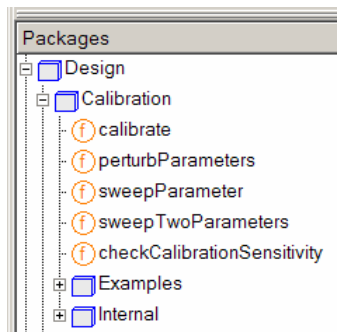 Packages
Design
Calibration
calibrate
perturbParameters
sweepParameter
sweepTwoParameters
checkCalibrationSensitivity
Examples
Internal